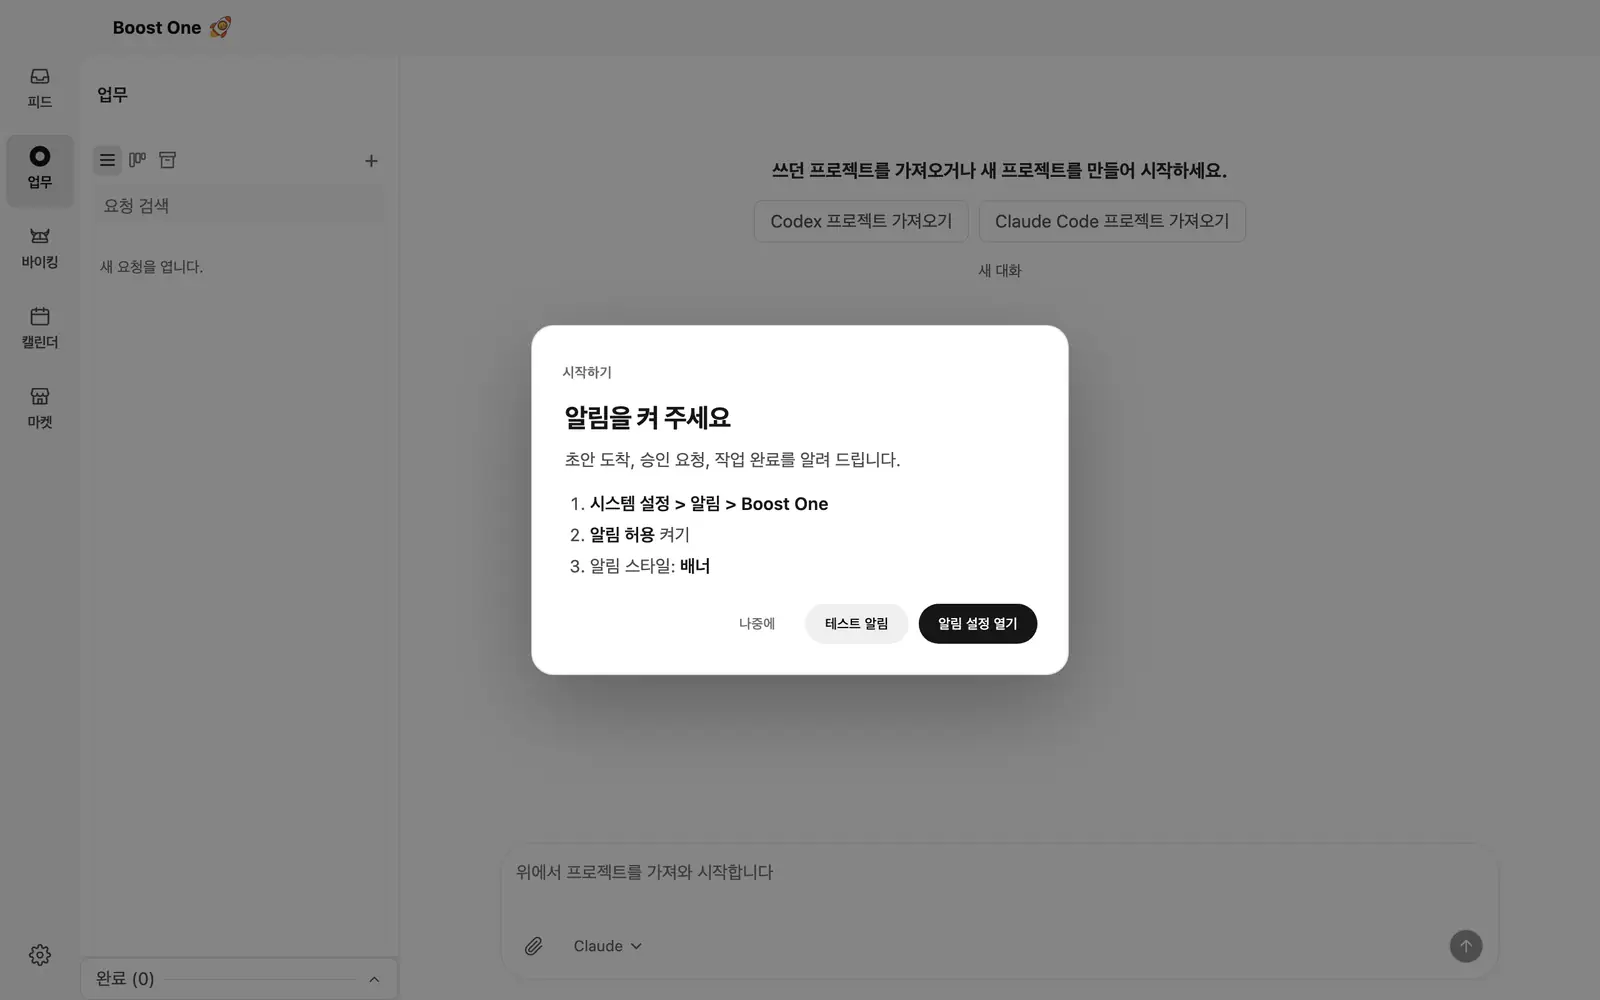 Boost One 🚀
피드
업무
바이킹
캘린더
마켓
업무
요청 검색
새 요청을 엽니다.
완료 (0)
쓰던 프로젝트를 가져오거나 새 프로젝트를 만들어 시작하세요.
Codex 프로젝트 가져오기
Claude Code 프로젝트 가져오기
새 대화
시작하기
알림을 켜 주세요
초안 도착, 승인 요청, 작업 완료를 알려 드립니다.
1. 시스템 설정 > 알림 > Boost One
2. 알림 허용 켜기
3. 알림 스타일: 배너
나중에
테스트 알림
알림 설정 열기
위에서 프로젝트를 가져와 시작합니다
Claude